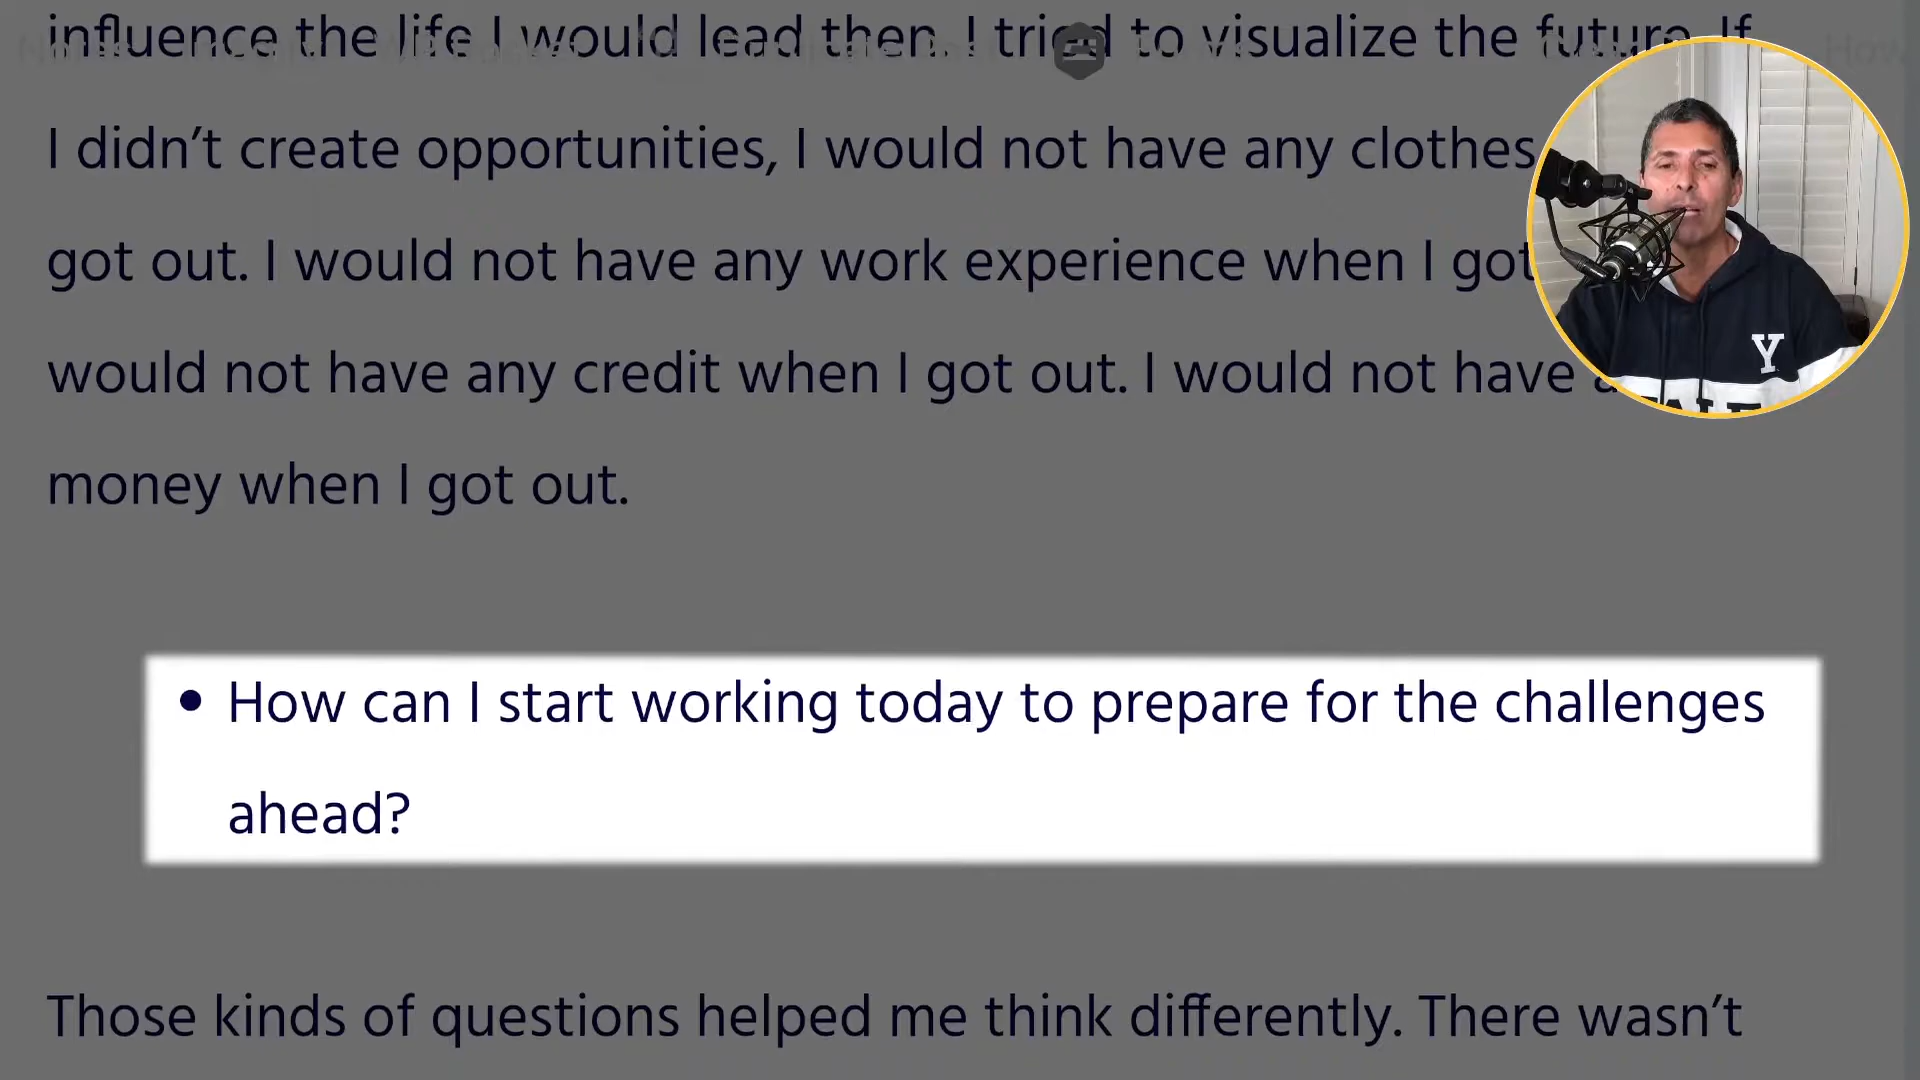 influence the life I would lead then. I tried to visualize the future. If
I didn’t create opportunities, I would not have any clothes
got out. I would not have any work experience when I got
would not have any credit when I got out. I would not have
money when I got out.
Y
• How can I start working today to prepare for the challenges
ahead?
Those kinds of questions helped me think differently. There wasn’t